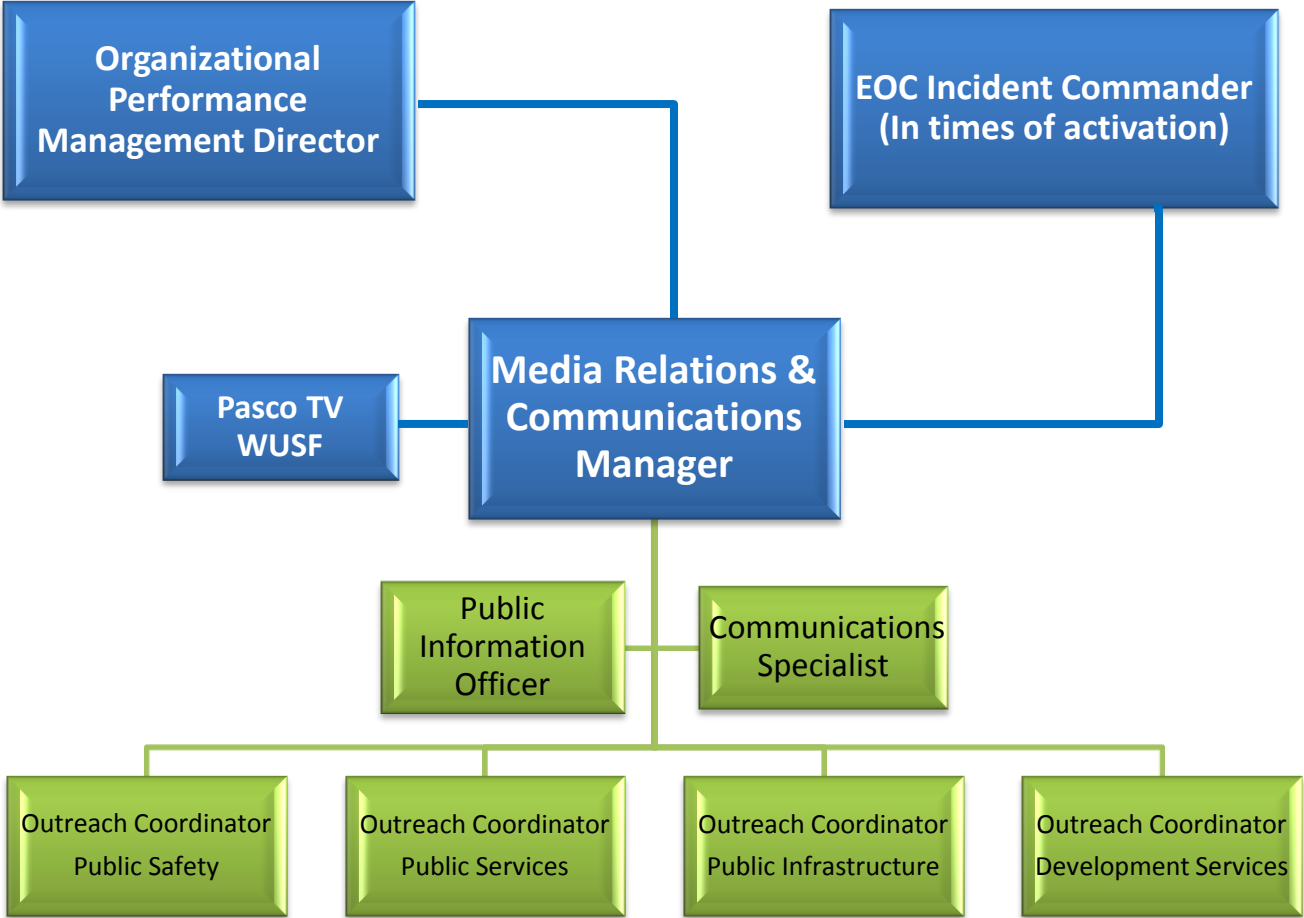 Organizational
Performance
Management Director
EOC Incident Commander
(In times of activation)
Media Relations &
Communications
Manager
Pasco TV
WUSF
Public
Information
Officer
Communications
Specialist
Outreach Coordinator
Public Safety
Outreach Coordinator
Public Services
Outreach Coordinator
Public Infrastructure
Outreach Coordinator
Development Services